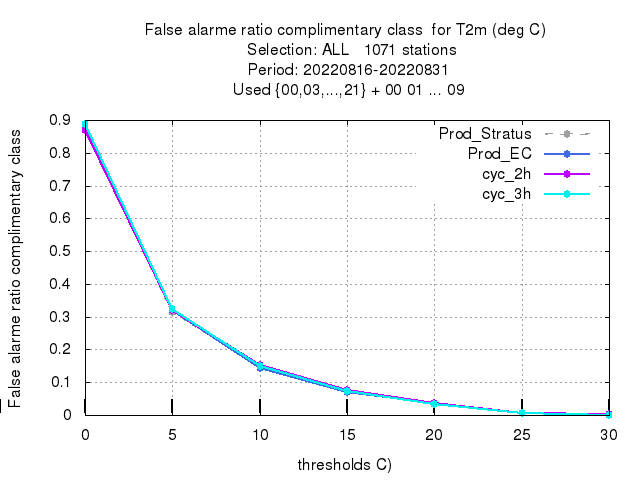 False alarme ratio complimentary class  for T2m (deg C)
Selection: ALL   1071 stations
Period: 20220816-20220831
Used {00,03,...,21} + 00 01 ... 09
False alarme ratio complimentary class
0.9
0.8
0.7
0.6
0.5
0.4
0.3
0.2
0.1
0
Prod_Stratus
Prod_EC
cyc_2h
cyc_3h
0 5 10 15 20 25 30
thresholds C)